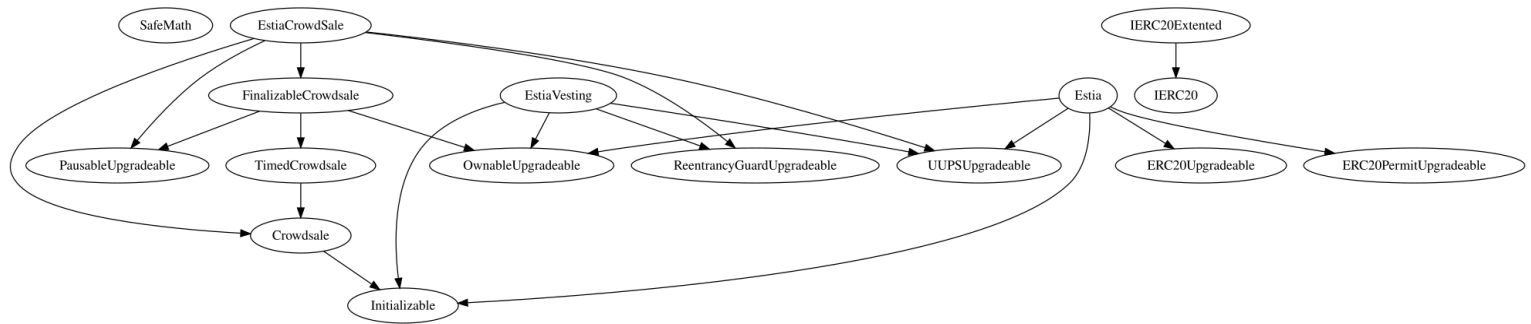 SafeMath
EstiaCrowdSale
IERC20Extented
FinalizableCrowdsale
EstiaVesting
Estia
IERC20
PausableUpgradeable
TimedCrowdsale
OwnableUpgradeable
ReentrancyGuardUpgradeable
UUPSUpgradeable
ERC20Upgradeable
ERC20PermitUpgradeable
Crowdsale
Initializable